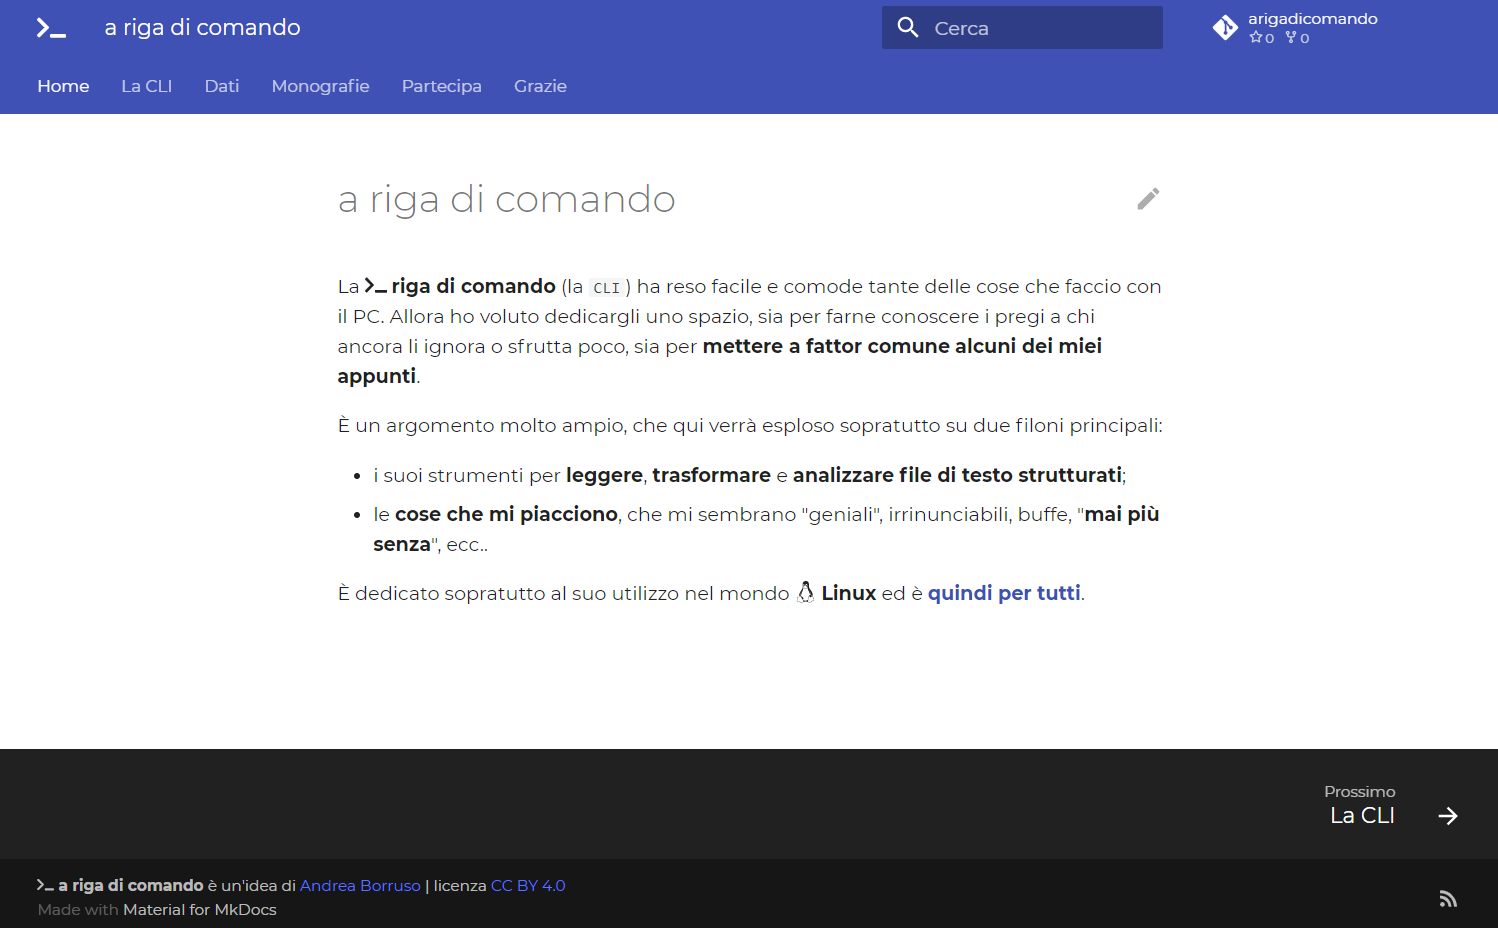 a riga di comando
Cerca
arigadicomando
0 0
Home La CLI Dati Monografie Partecipa Grazie
a riga di comando
La riga di comando (la CLI) ha reso facile e comode tante delle cose che faccio con
il PC. Allora ho voluto dedicargli uno spazio, sia per farne conoscere i pregi a chi
ancora li ignora o sfrutta poco, sia per mettere a fattor comune alcuni dei miei
appunti.
È un argomento molto ampio, che qui verrà esploso sopratutto su due filoni principali:
• i suoi strumenti per leggere, trasformare e analizzare file di testo strutturati;
• le cose che mi piacciono, che mi sembrano "geniali", irrinunciabili, buffe, "mai più
senza", ecc..
È dedicato sopratutto al suo utilizzo nel mondo Linux ed è quindi per tutti.
Prossimo
La CLI
a riga di comando è un'idea di Andrea Borruso | licenza CC BY 4.0
Made with Material for MkDocs